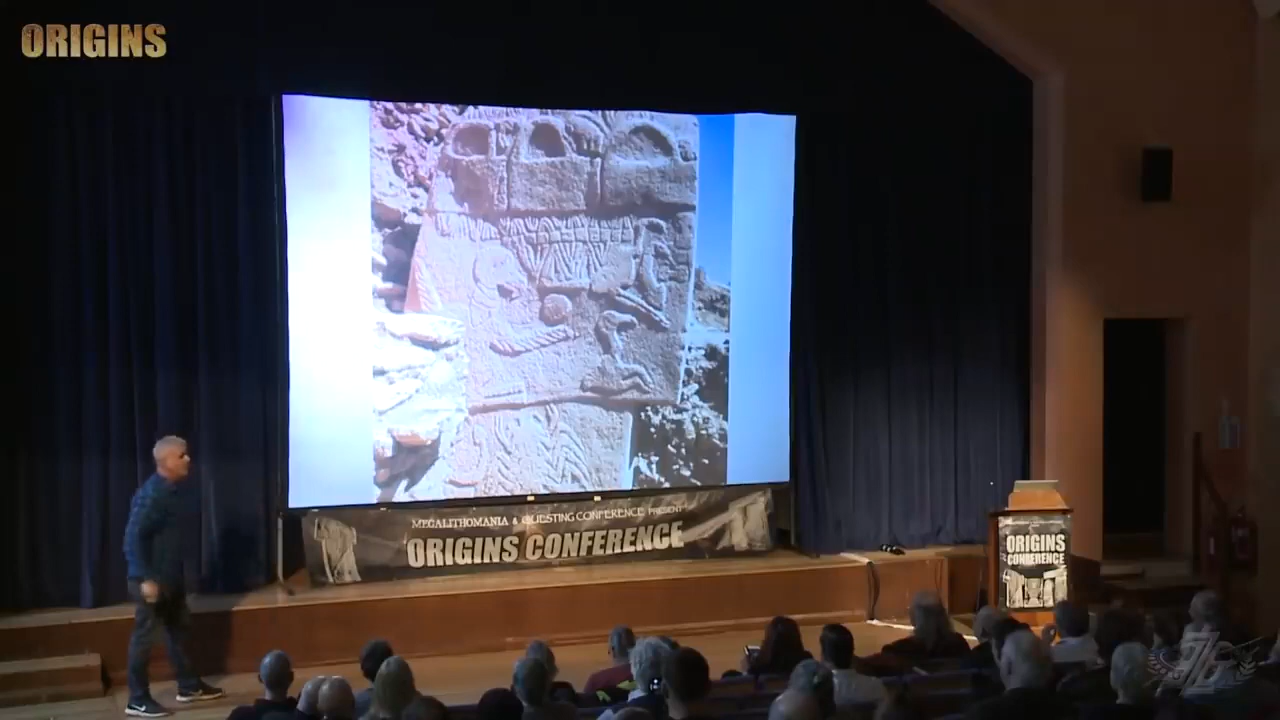 ORIGINS
MEGALITHOMANIA & QUESTING CONFERENCE PRESENT
ORIGINS CONFERENCE
ORIGINS
CONFERENCE